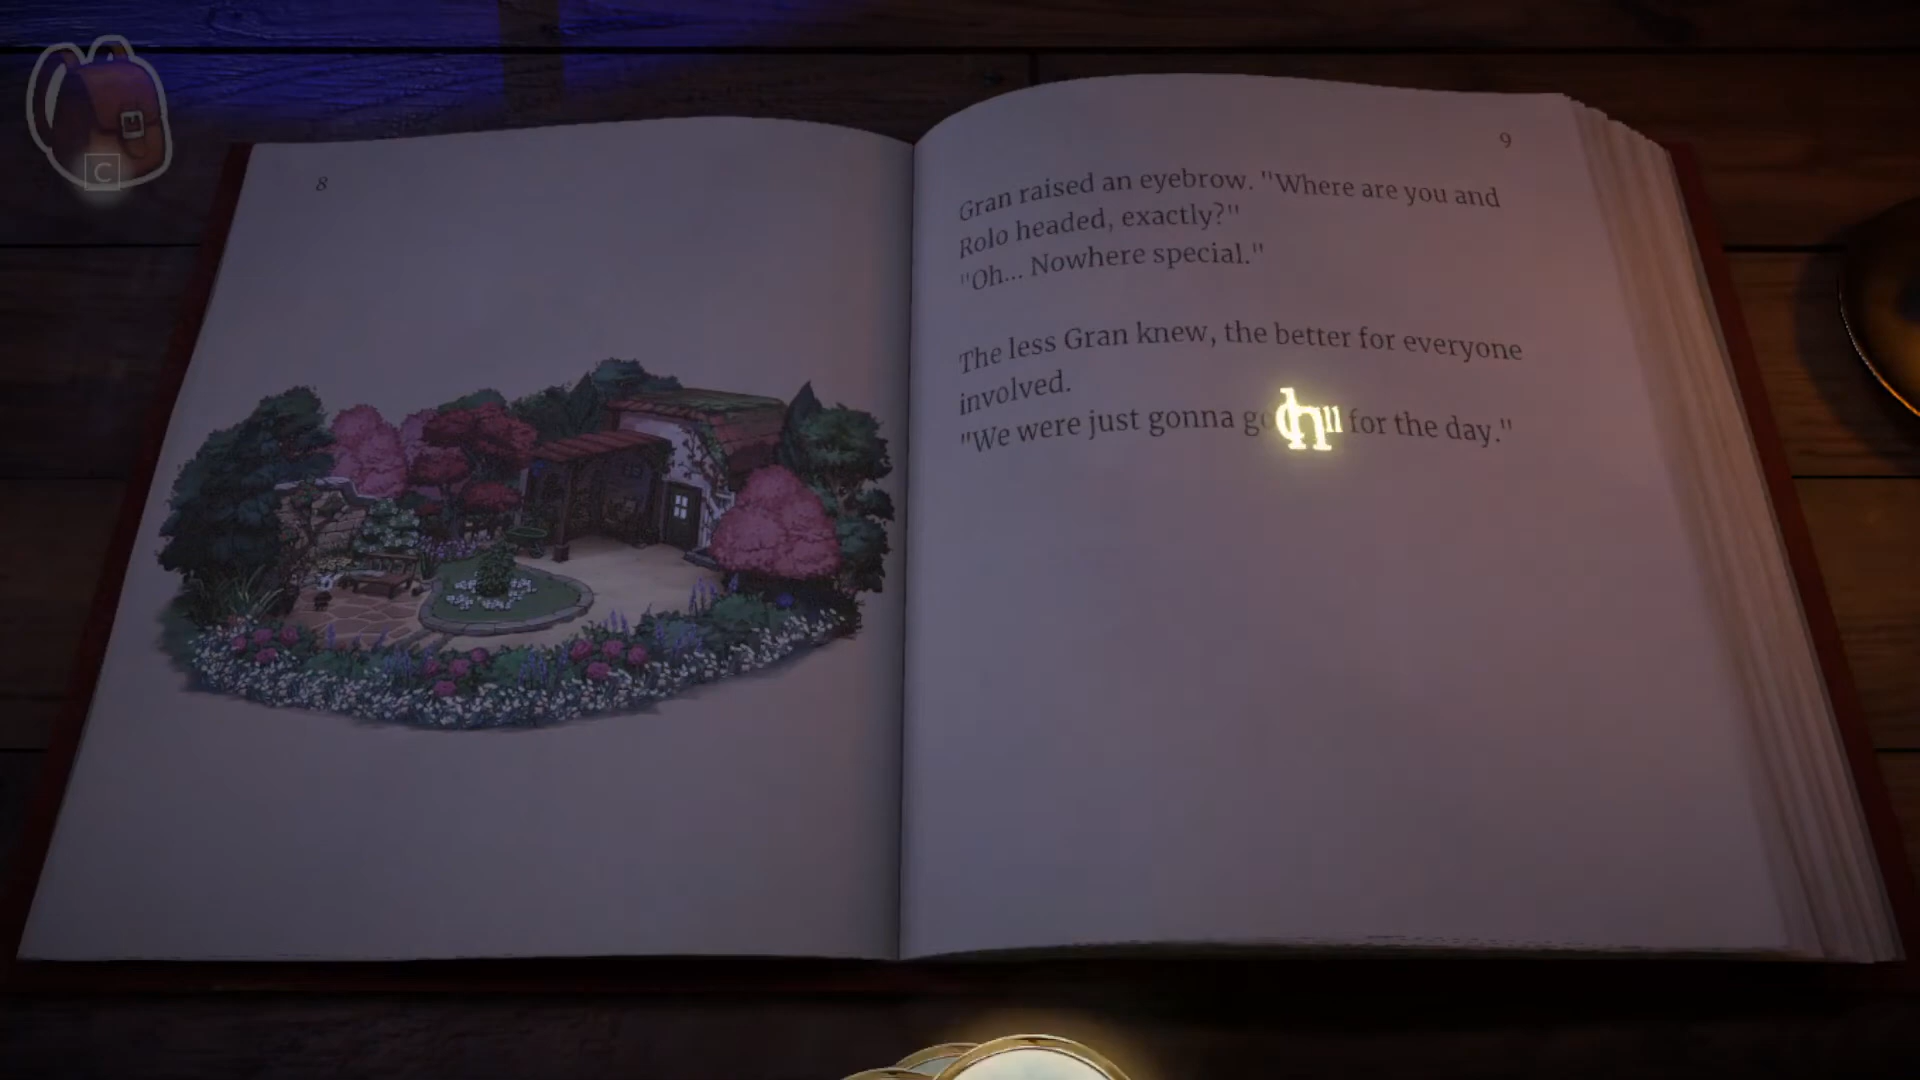 C
8
9
Gran raised an eyebrow. "Where are you and
Rolo headed, exactly?"
"Oh... Nowhere special."
The less Gran knew, the better for everyone
involved.
"We were just gonna go for the day."